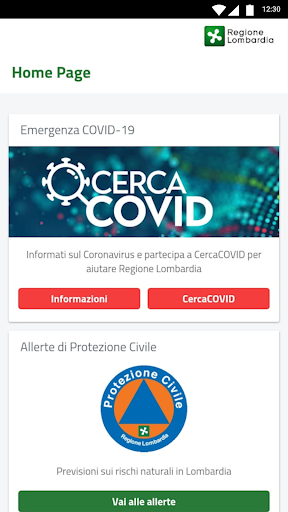 12:30
Regione
Lombardia
Home Page
Emergenza COVID-19
CERCA
COVID
Informati sul Coronavirus e partecipa a CercaCOVID per
aiutare Regione Lombardia
Informazioni
CercaCOVID
Allerte di Protezione Civile
Protezione Civile
Regione Lombardia
Previsioni sui rischi naturali in Lombardia
Vai alle allerte